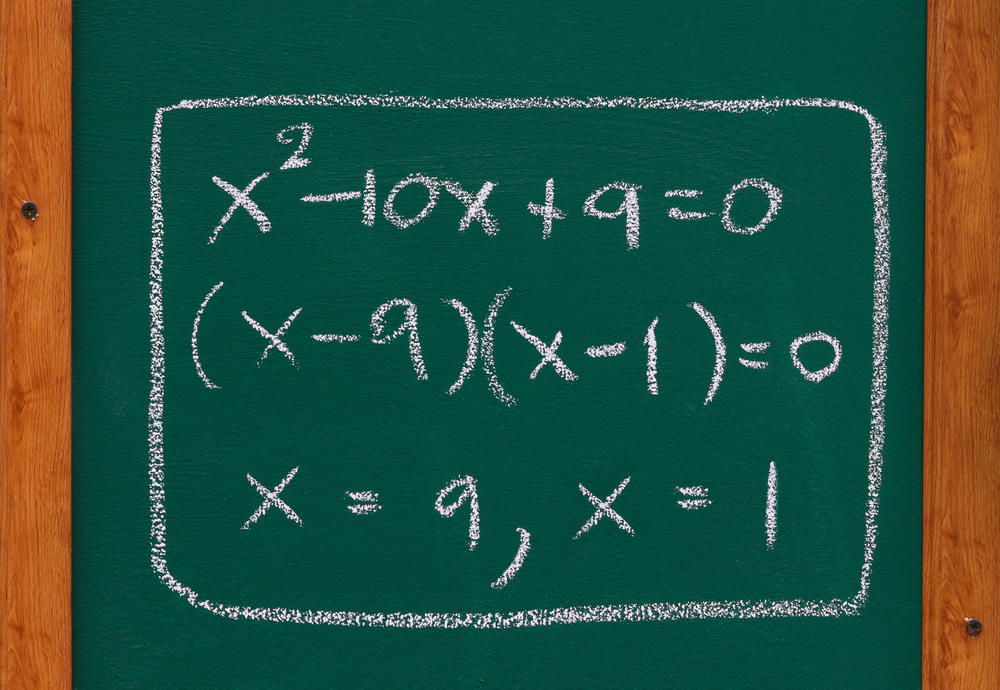 x²-10x+9=0
(x-9)(x-1)=0
x=9, x=1